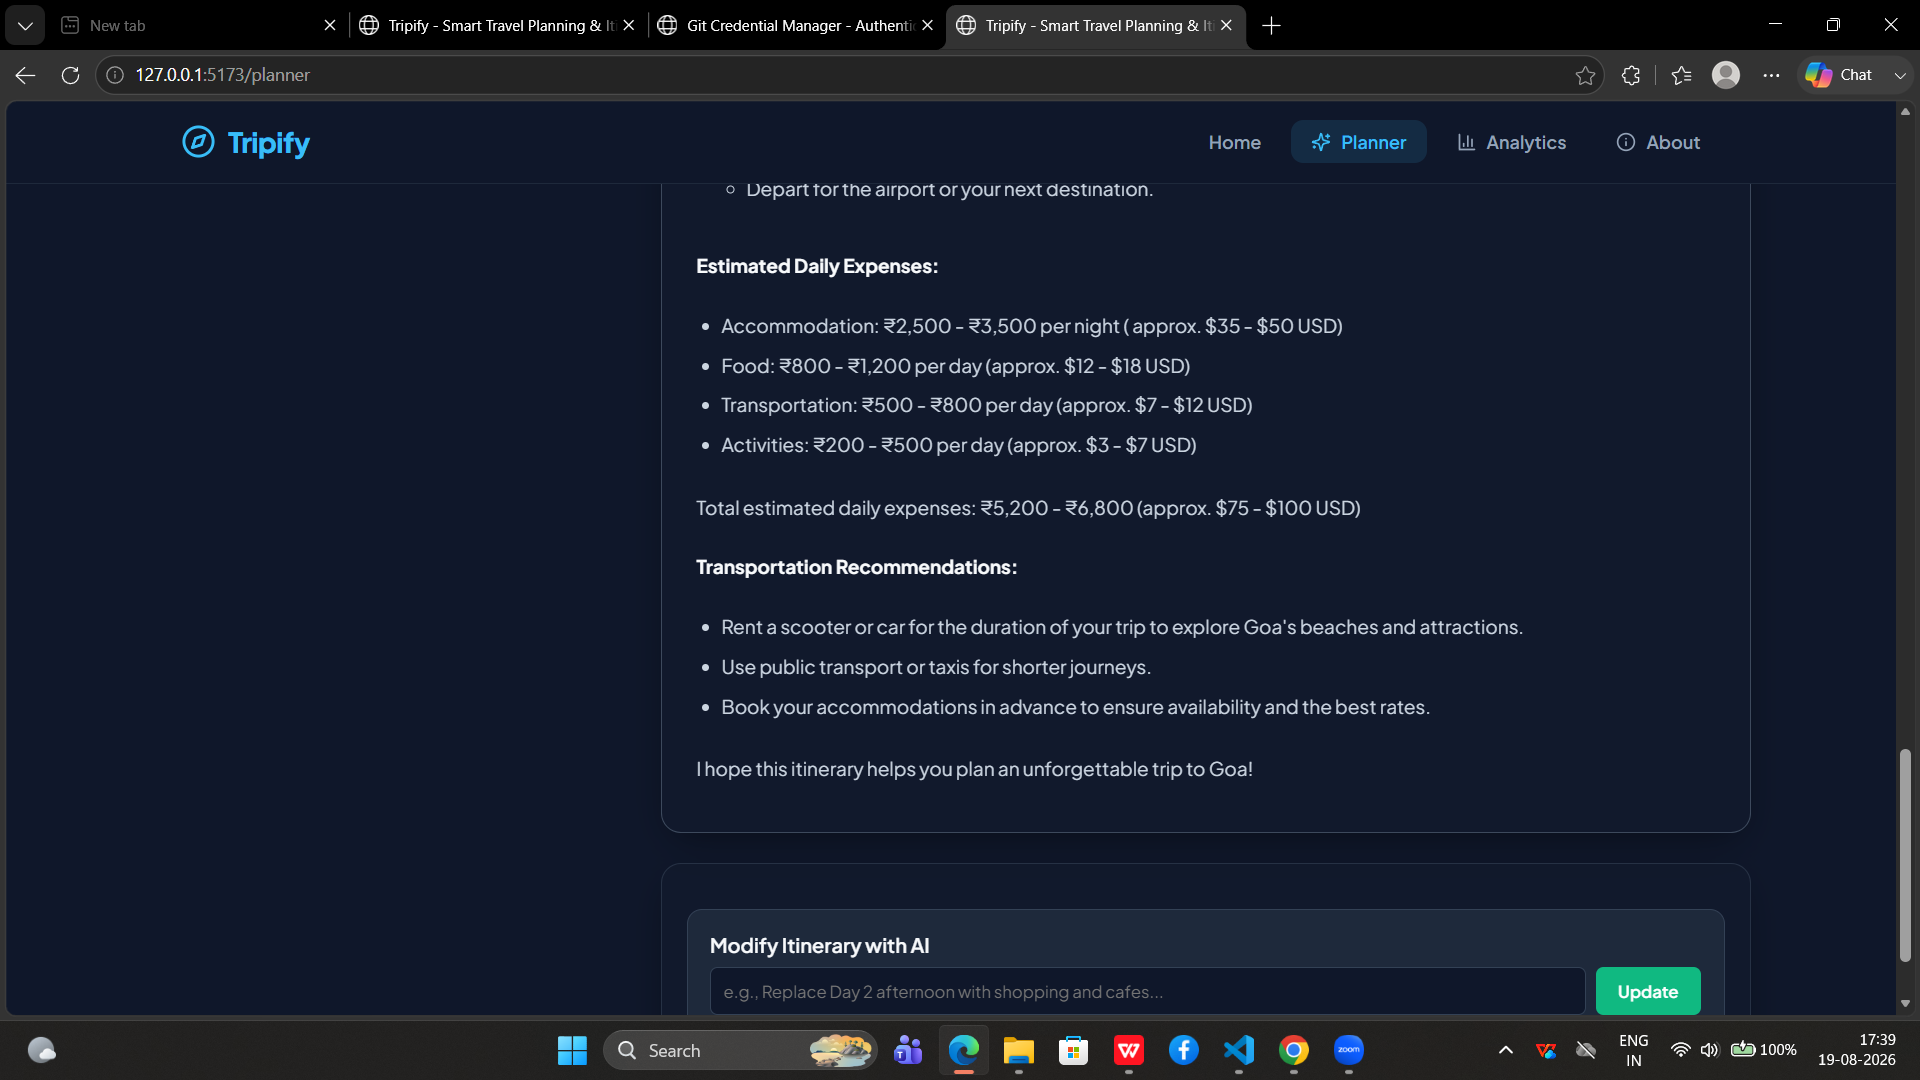 New tab
Tripify - Smart Travel Planning & Iti
Git Credential Manager - Authenti
Tripify - Smart Travel Planning & Iti
127.0.0.1:5173/planner
Chat
Tripify
Home
Planner
Analytics
About
Depart for the airport or your next destination.
Estimated Daily Expenses:
Accommodation: ₹2,500 - ₹3,500 per night ( approx. $35 - $50 USD)
Food: ₹800 - ₹1,200 per day (approx. $12 - $18 USD)
Transportation: ₹500 - ₹800 per day (approx. $7 - $12 USD)
Activities: ₹200 - ₹500 per day (approx. $3 - $7 USD)
Total estimated daily expenses: ₹5,200 - ₹6,800 (approx. $75 - $100 USD)
Transportation Recommendations:
Rent a scooter or car for the duration of your trip to explore Goa's beaches and attractions.
Use public transport or taxis for shorter journeys.
Book your accommodations in advance to ensure availability and the best rates.
I hope this itinerary helps you plan an unforgettable trip to Goa!
Modify Itinerary with AI
e.g., Replace Day 2 afternoon with shopping and cafes...
Update
Search
zoom
ENG
IN
100%
17:39
19-08-2026